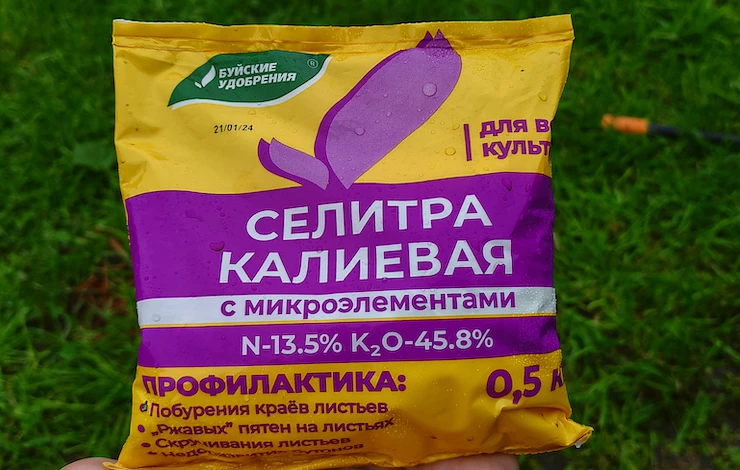 БУЙСКИЕ
УДОБРЕНИЯ ®
21/01/24
для в
культ
СЕЛИТРА
КАЛИЕВАЯ
с микроэлементами
N-13.5% K₂O-45.8%
ПРОФИЛАКТИКА:
Побурения краёв листьев
• "Ржавых" пятен на листьях
• Скручивания листьев
0,5 к